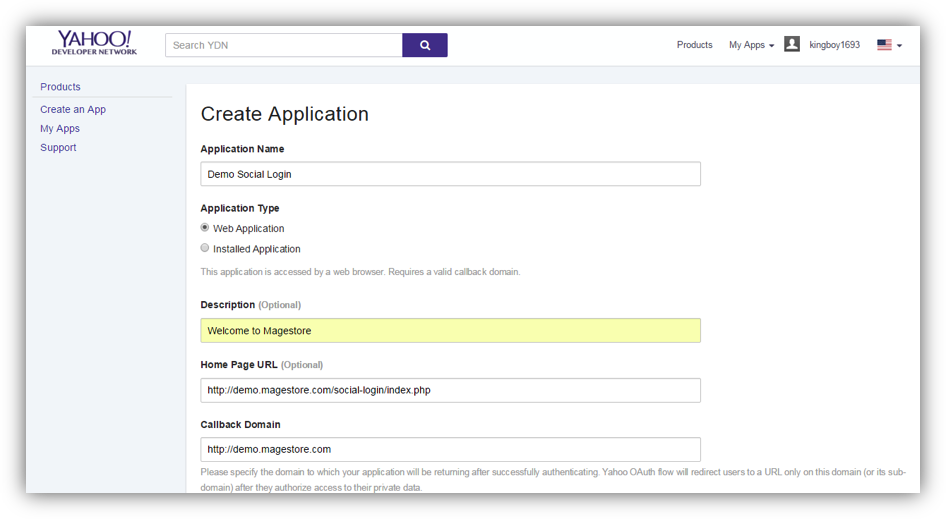 YAHOO!
DEVELOPER NETWORK
Search YDN
Products
My Apps
kingboy1693
Products
Create an App
My Apps
Support
Create Application
Application Name
Demo Social Login
Application Type
Web Application
Installed Application
This application is accessed by a web browser. Requires a valid callback domain.
Description (Optional)
Welcome to Magestore
Home Page URL (Optional)
http://demo.magestore.com/social-login/index.php
Callback Domain
http://demo.magestore.com
Please specify the domain to which your application will be returning after successfully authenticating. Yahoo OAuth flow will redirect users to a URL only on this domain (or its sub-
domain) after they authorize access to their private data.